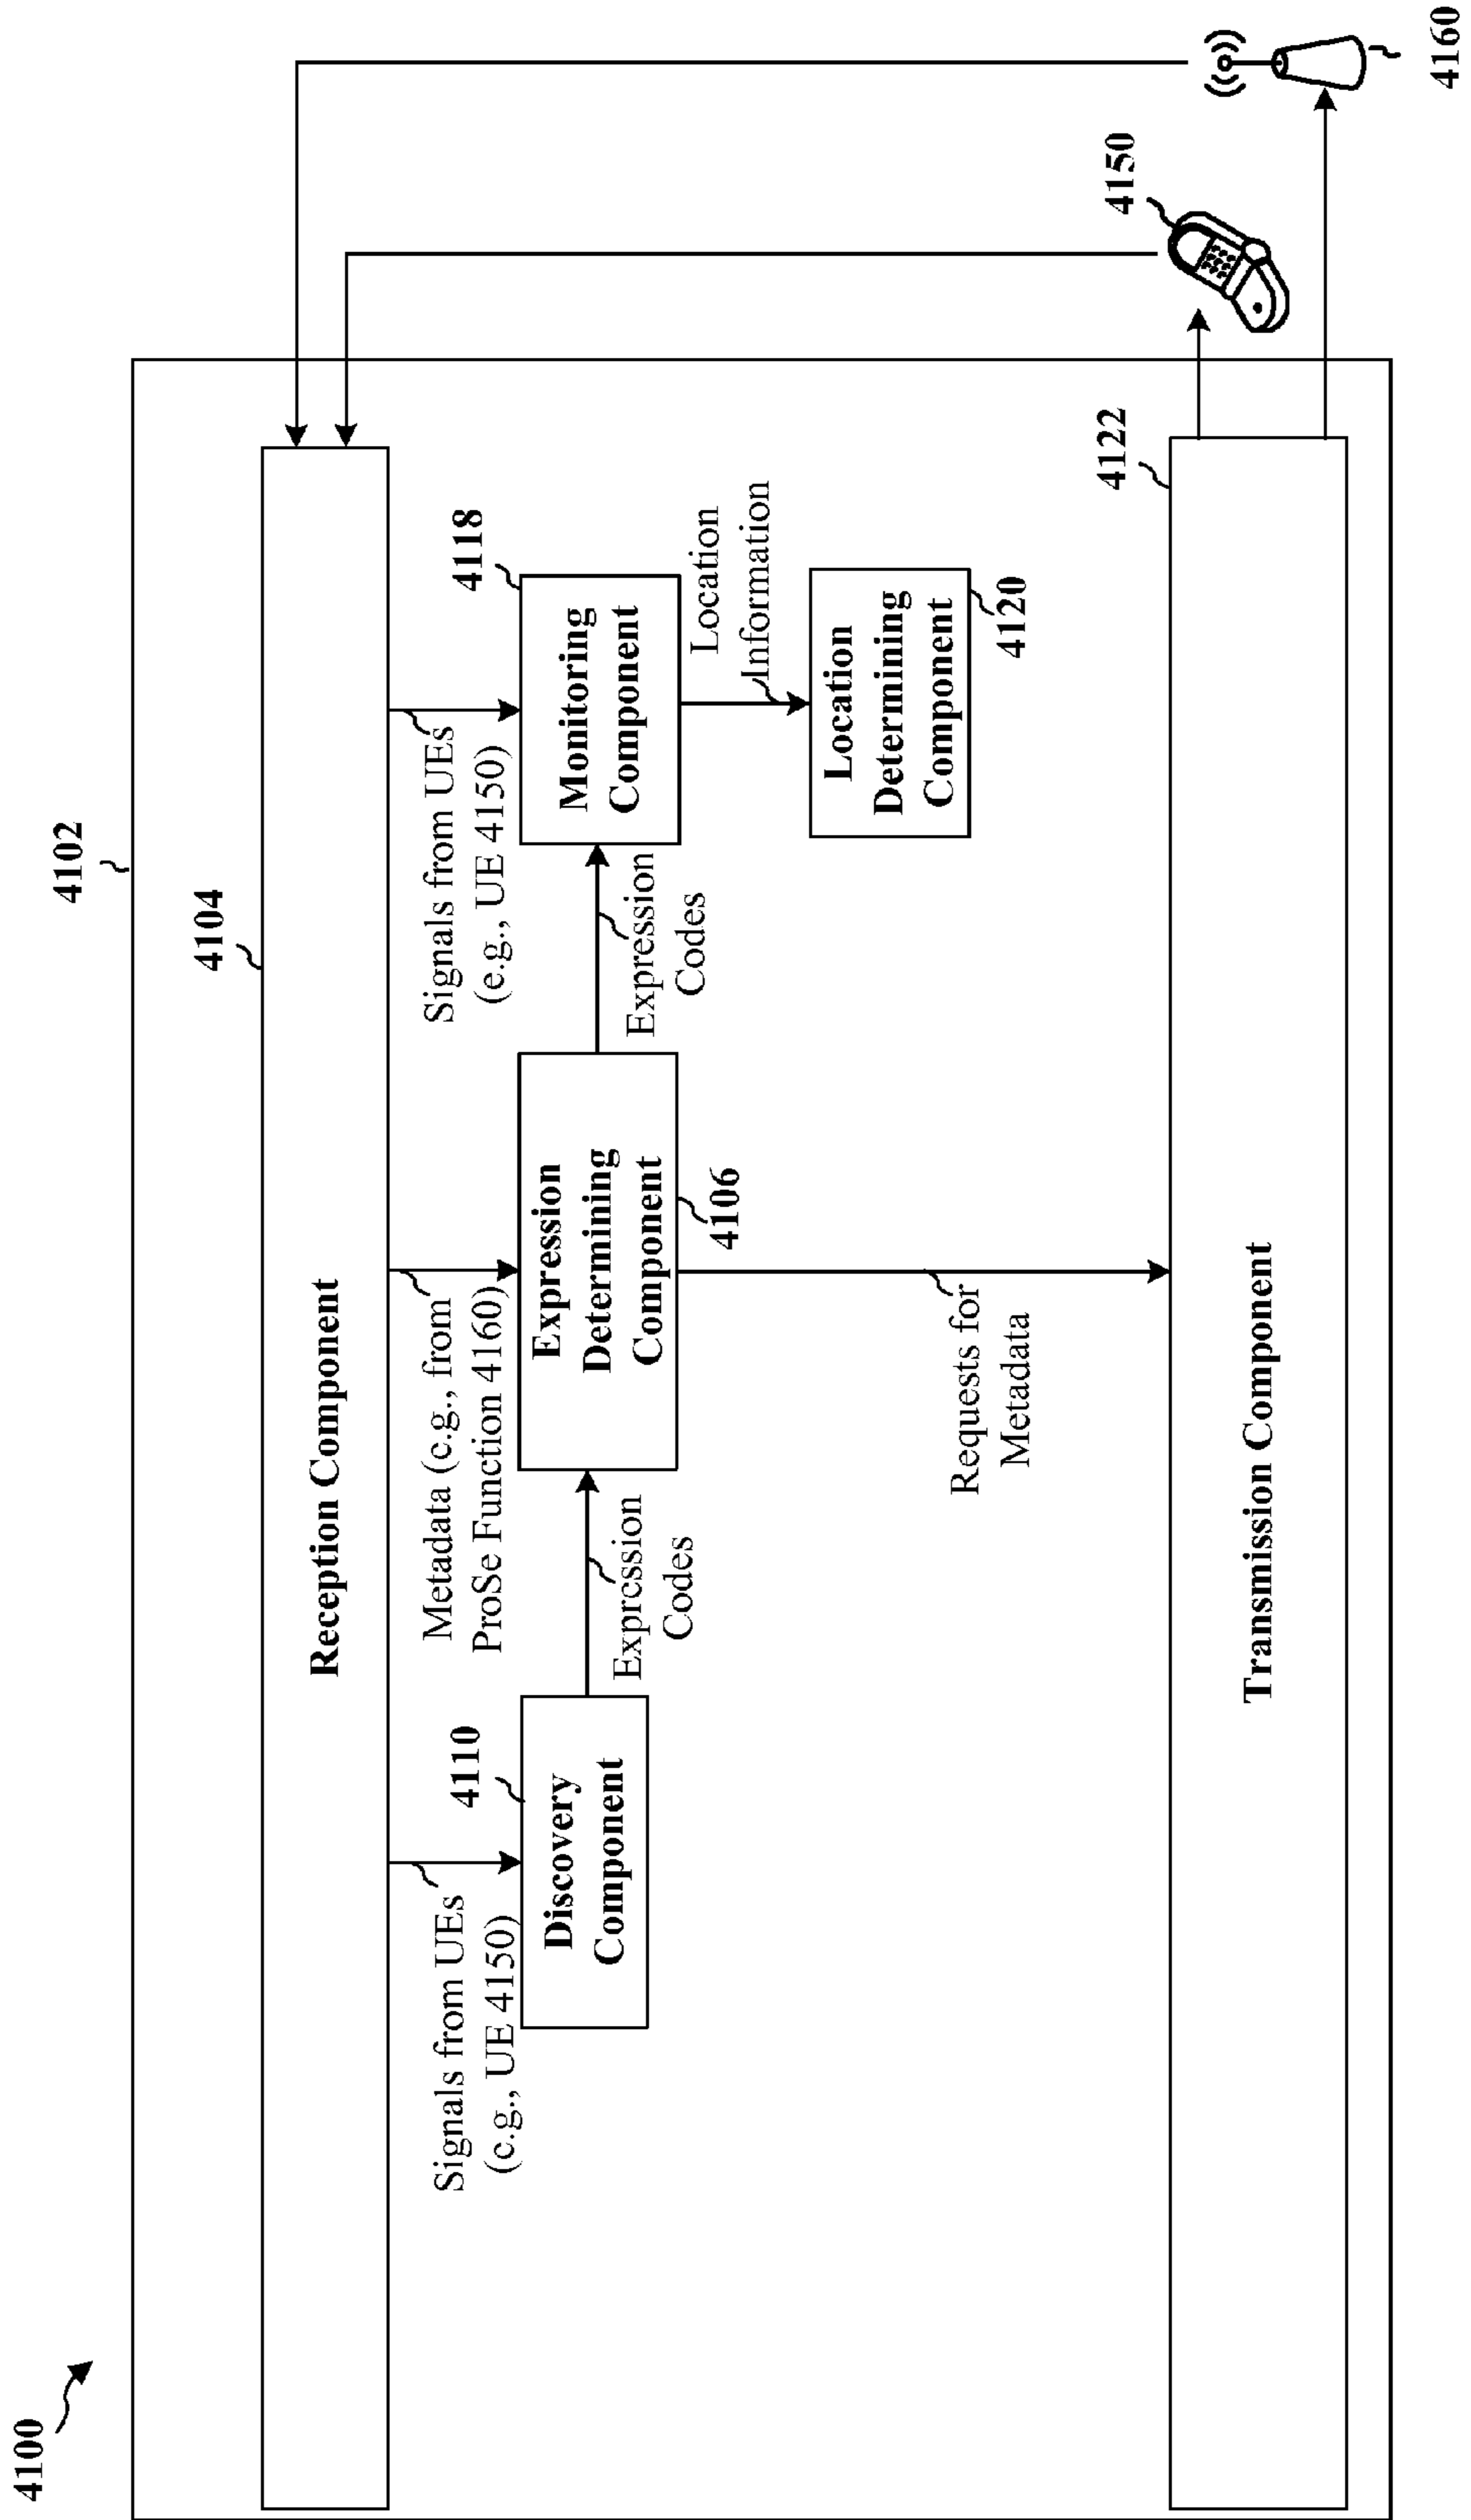 4100
4102
4104
Reception Component
Signals from UEs
(e.g., UE 4150)
4110
Discovery
Component
Expression
Codes
Metadata (e.g., from
ProSe Function 4160)
Expression
Determining
Component
4106
Requests for
Metadata
Expression
Codes
Signals from UEs
(e.g., UE 4150)
4118
Monitoring
Component
Location
Information
Location
Determining
Component
4120
4122
Transmission Component
4150
4160